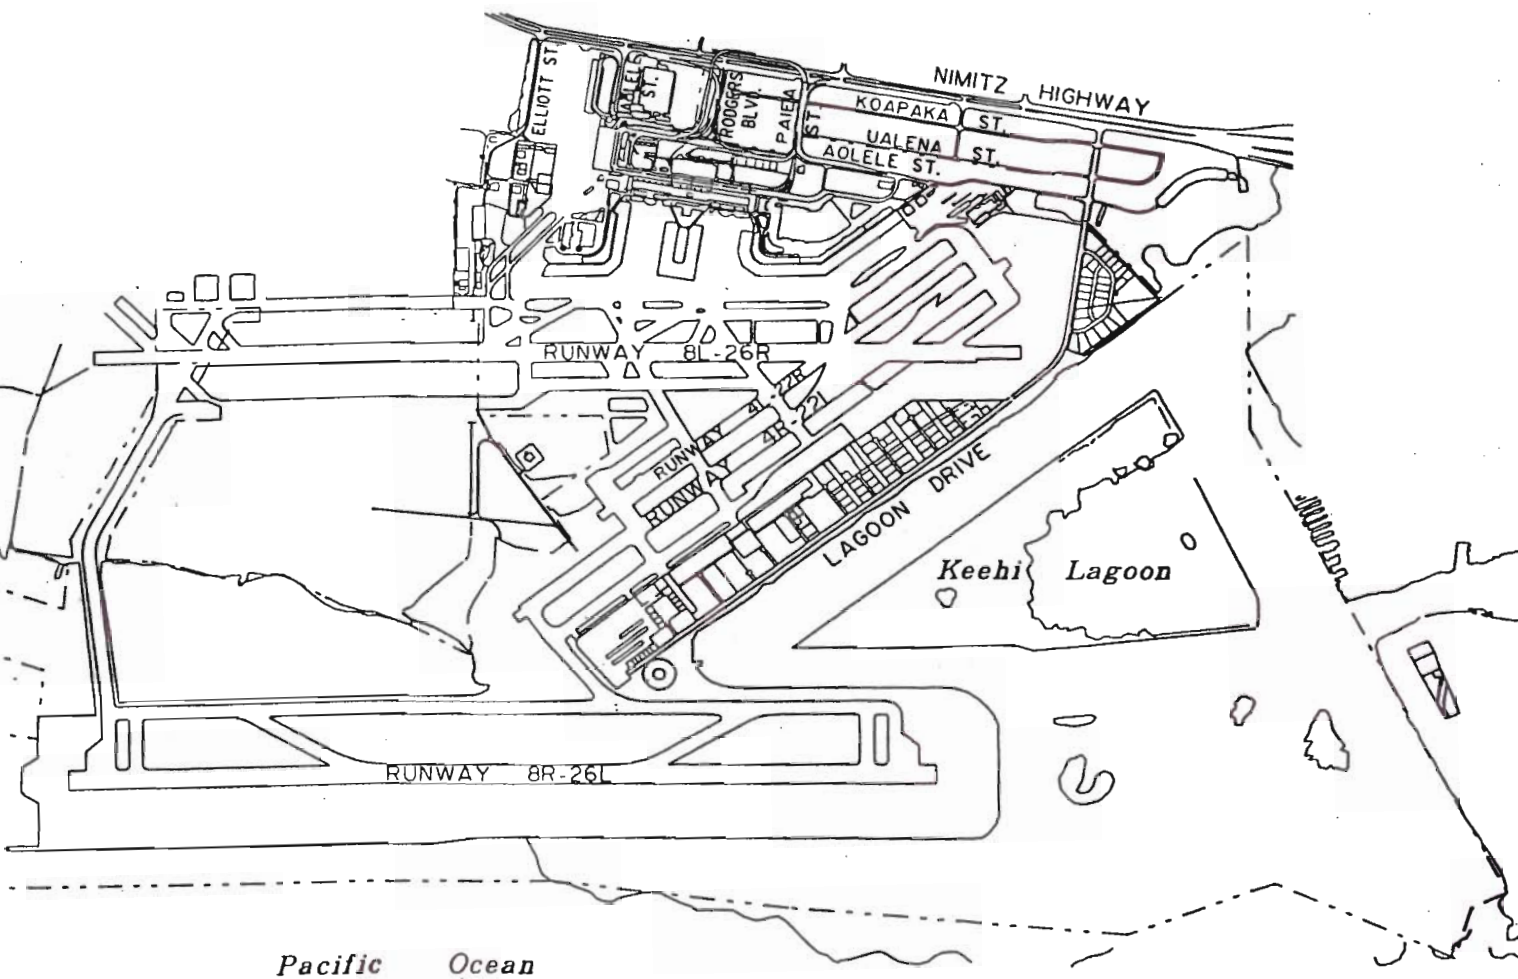 NIMITZ HIGHWAY
ELLIOTT ST.
AALELE ST.
RODGERS BLVD.
PAIEA ST.
KOAPAKA ST.
UALENA ST.
AOLELE ST.
RUNWAY 8L-26R
RUNWAY 4L-22R
RUNWAY 4R-22L
LAGOON DRIVE
Keehi Lagoon
RUNWAY 8R-26L
Pacific Ocean